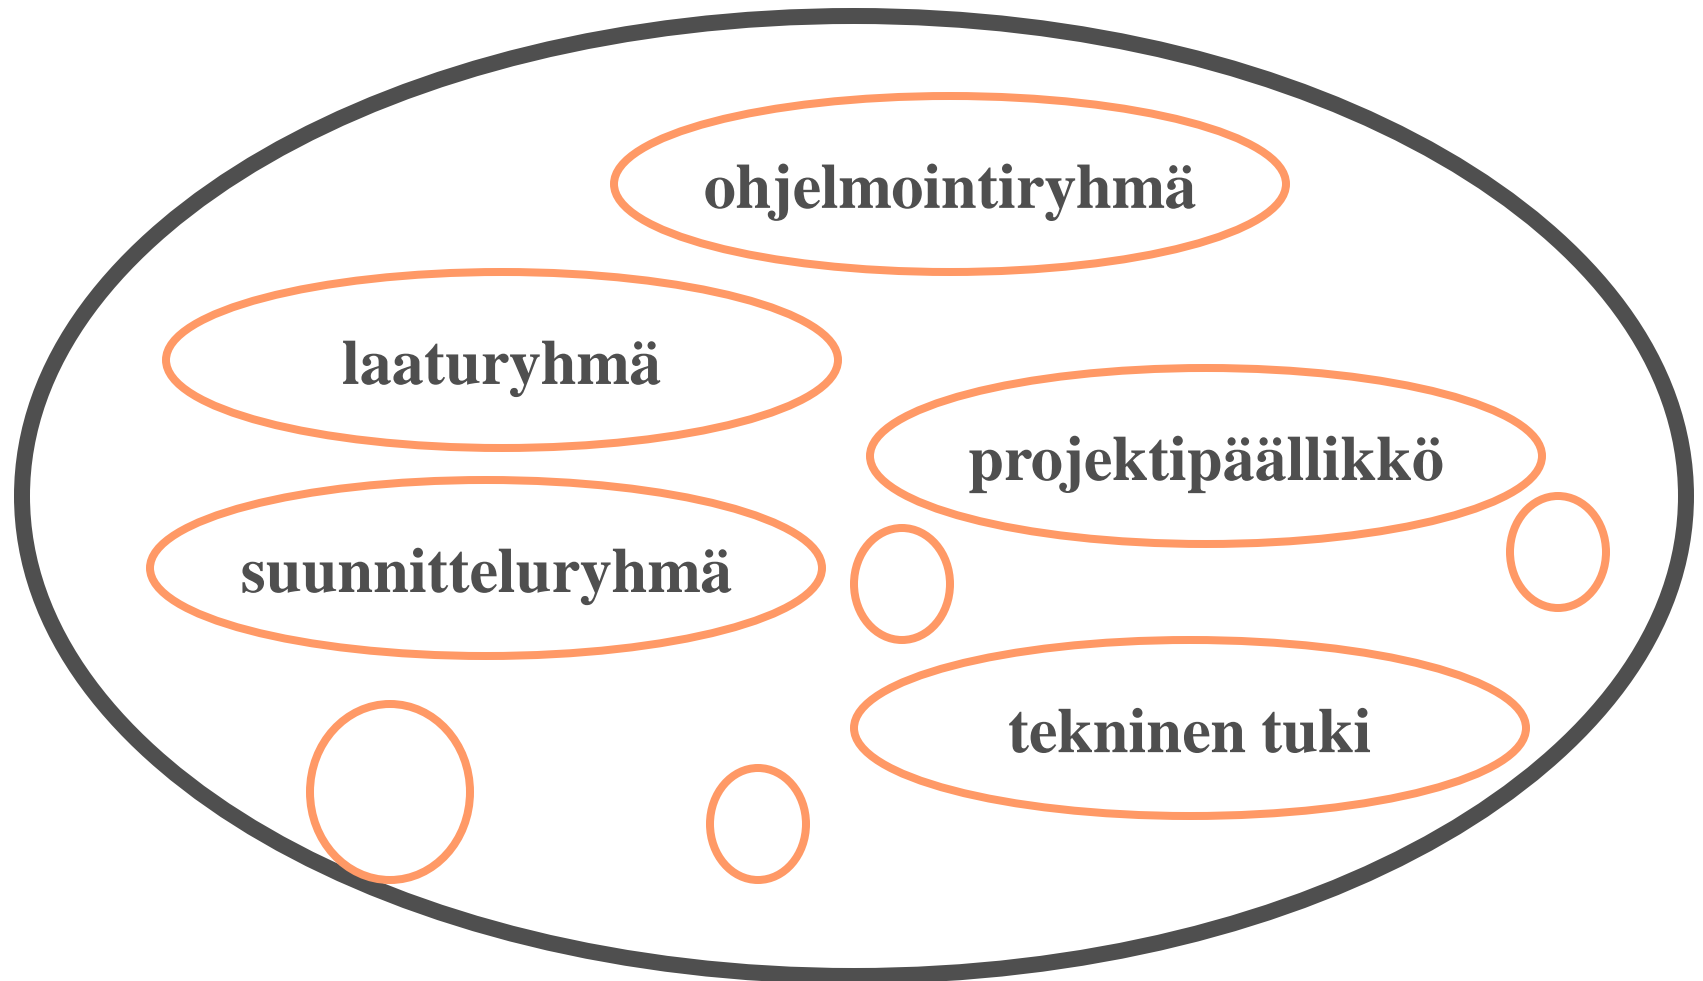 ohjelmointiryhmä
laaturyhmä
projektipäällikkö
suunnitteluryhmä
tekninen tuki